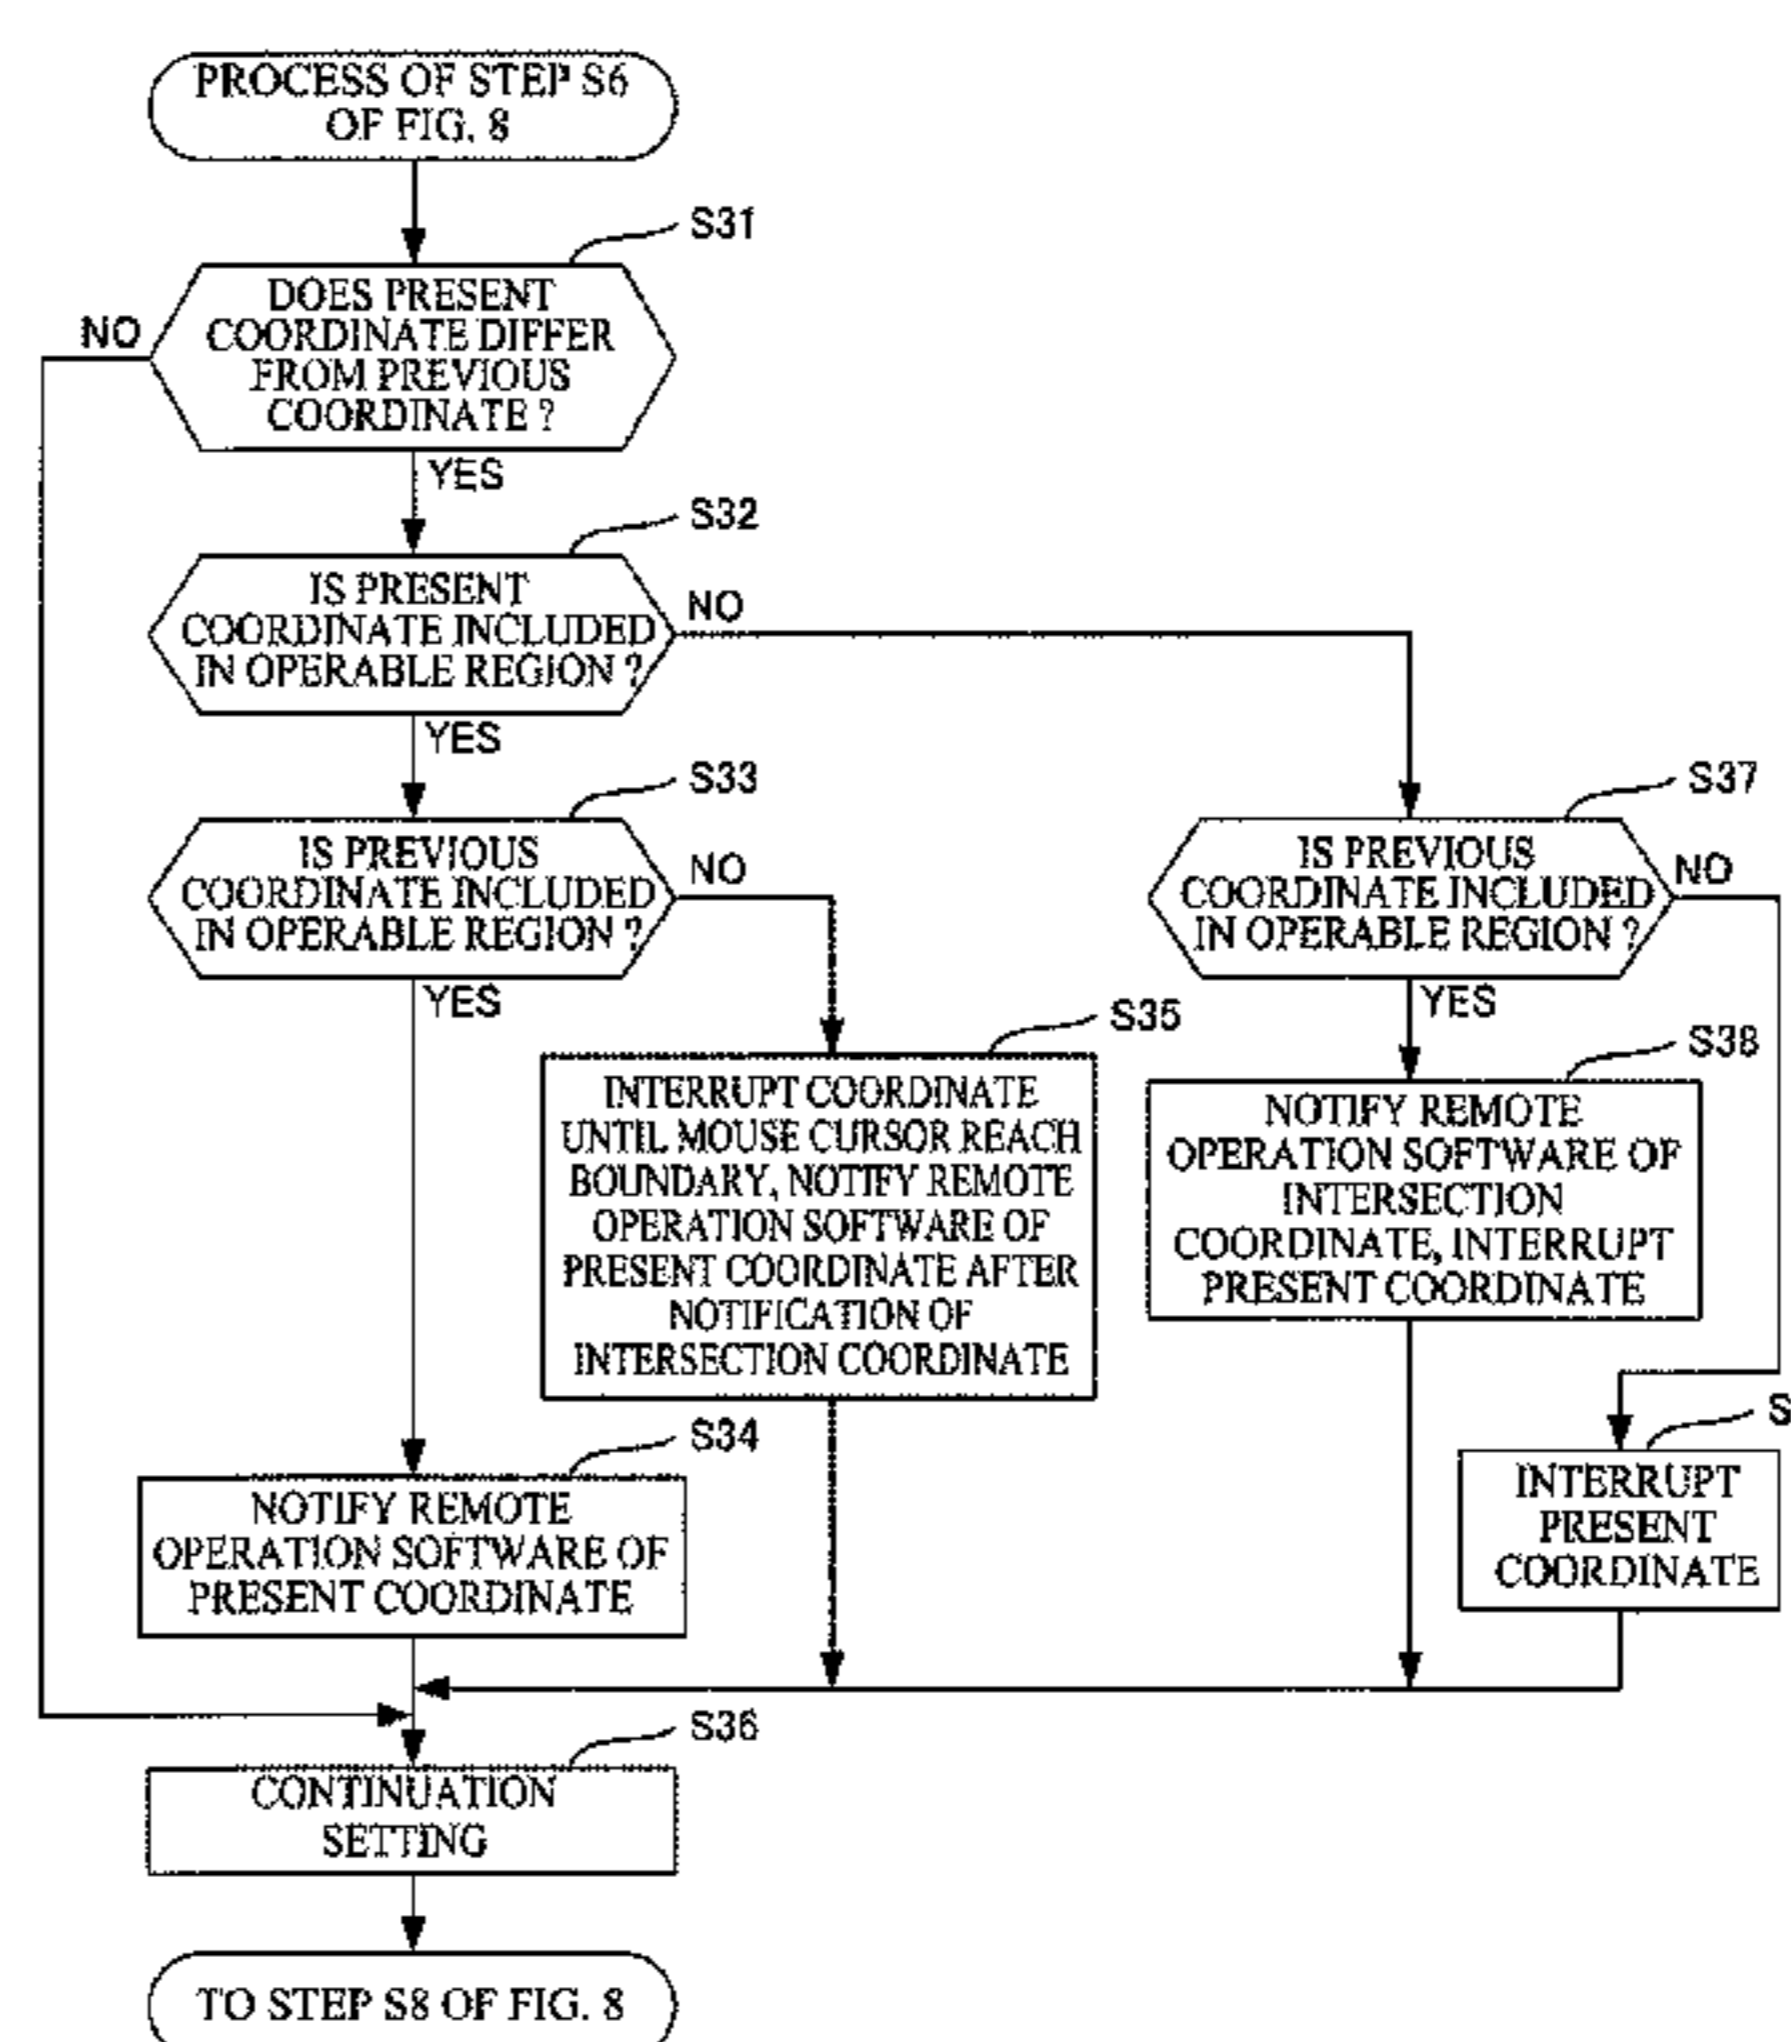 PROCESS OF STEP S6
OF FIG. 8
S31
DOES PRESENT
COORDINATE DIFFER
FROM PREVIOUS
COORDINATE ?
NO
YES
S32
IS PRESENT
COORDINATE INCLUDED
IN OPERABLE REGION ?
NO
YES
S33
IS PREVIOUS
COORDINATE INCLUDED
IN OPERABLE REGION ?
NO
YES
S37
IS PREVIOUS
COORDINATE INCLUDED
IN OPERABLE REGION ?
NO
YES
S35
INTERRUPT COORDINATE
UNTIL MOUSE CURSOR REACH
BOUNDARY, NOTIFY REMOTE
OPERATION SOFTWARE OF
PRESENT COORDINATE AFTER
NOTIFICATION OF
INTERSECTION COORDINATE
S38
NOTIFY REMOTE
OPERATION SOFTWARE OF
INTERSECTION
COORDINATE, INTERRUPT
PRESENT COORDINATE
S
INTERRUPT
PRESENT
COORDINATE
S34
NOTIFY REMOTE
OPERATION SOFTWARE OF
PRESENT COORDINATE
S36
CONTINUATION
SETTING
TO STEP S8 OF FIG. 8